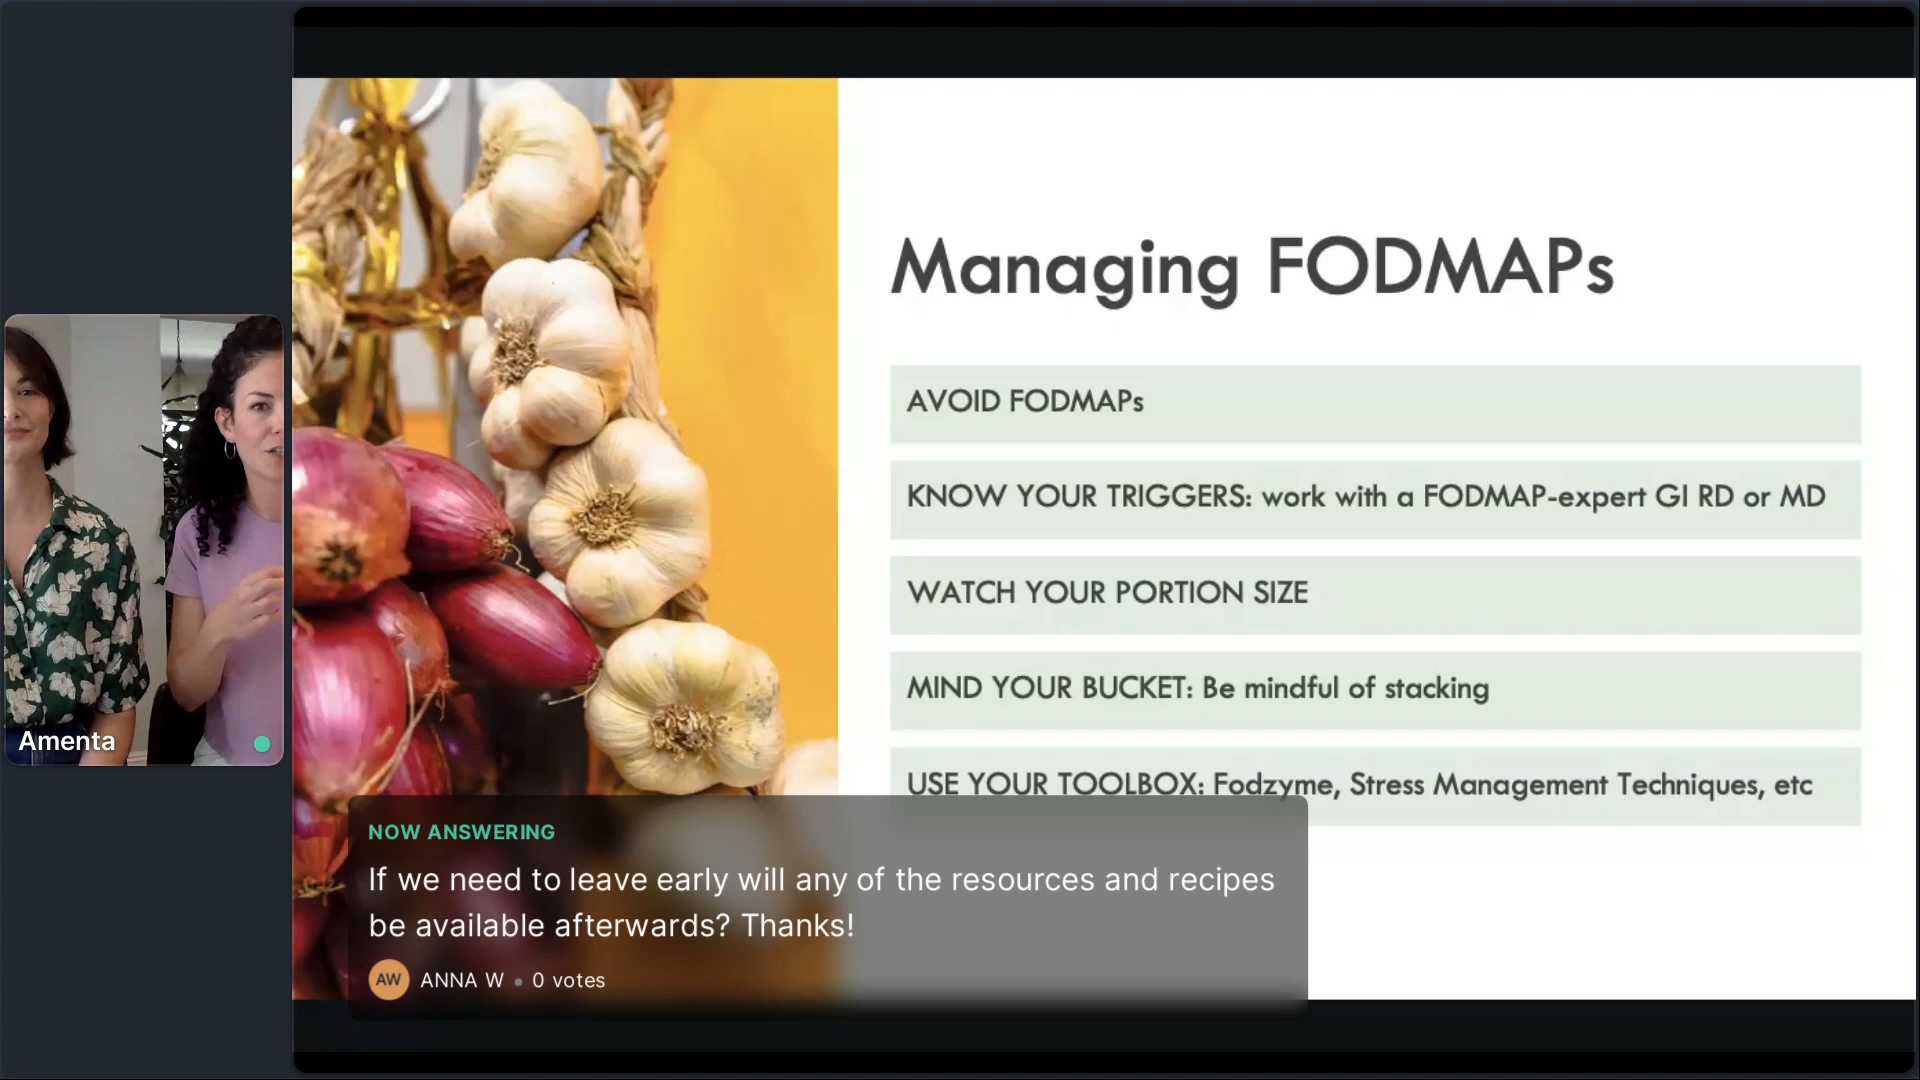 Managing FODMAPs
AVOID FODMAPs
KNOW YOUR TRIGGERS: work with a FODMAP-expert GI RD or MD
WATCH YOUR PORTION SIZE
MIND YOUR BUCKET: Be mindful of stacking
USE YOUR TOOLBOX: Fodzyme, Stress Management Techniques, etc
Amenta
NOW ANSWERING
If we need to leave early will any of the resources and recipes
be available afterwards? Thanks!
AW ANNA W • 0 votes